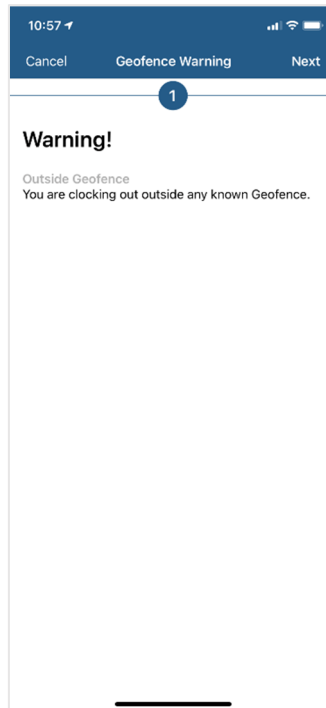 10:57
Cancel Geofence Warning Next
1
Warning!
Outside Geofence
You are clocking out outside any known Geofence.